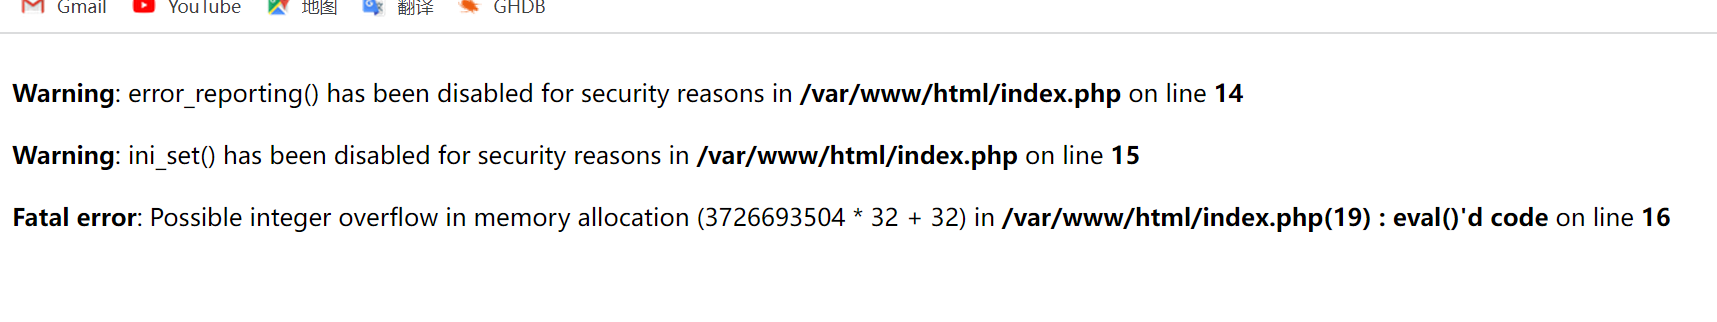 Gmail YouTube 地图 翻译 GHDB
Warning: error_reporting() has been disabled for security reasons in /var/www/html/index.php on line 14
Warning: ini_set() has been disabled for security reasons in /var/www/html/index.php on line 15
Fatal error: Possible integer overflow in memory allocation (3726693504 * 32 + 32) in /var/www/html/index.php(19) : eval()'d code on line 16